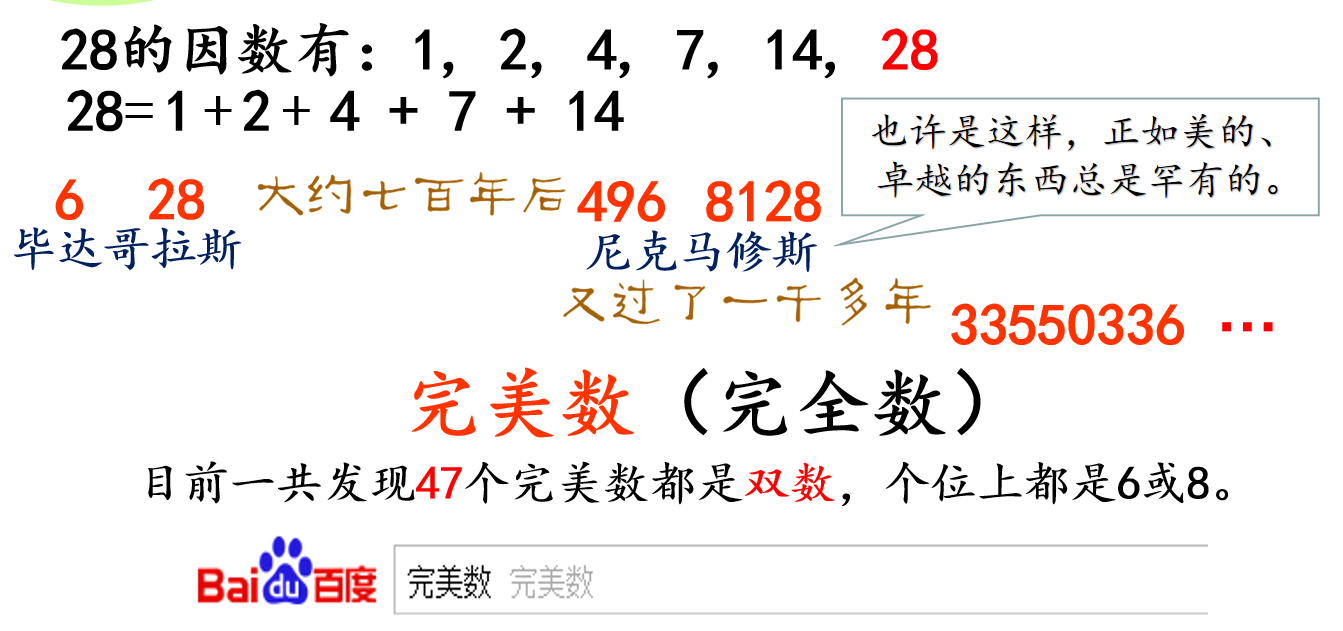 28的因数有：1，2，4，7，14，28
28=1+2+4+7+14
也许是这样，正如美的、
卓越的东西总是罕有的。
6 28 大约七百年后 496 8128
毕达哥拉斯 尼克马修斯
又过了一千多年 33550336 …
完美数（完全数）
目前一共发现47个完美数都是双数，个位上都是6或8。
Bai du 百度 完美数 完美数